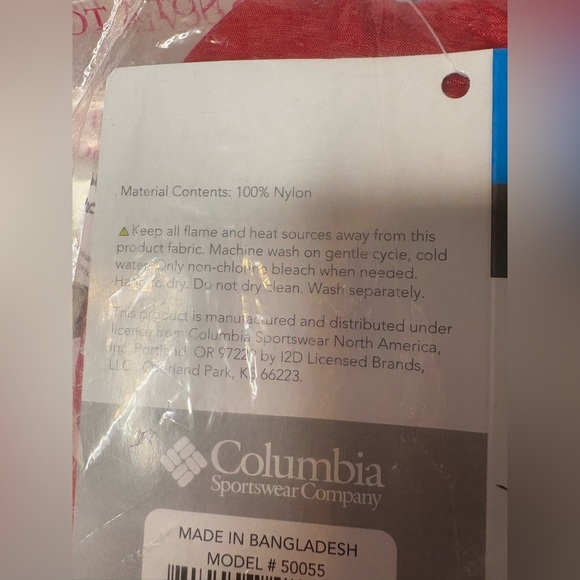 Material Contents: 100% Nylon
Keep all flame and heat sources away from this
product fabric. Machine wash on gentle cycle, cold
water. Only non-chlorine bleach when needed.
Hang to dry. Do not dry clean. Wash separately.
This product is manufactured and distributed under
license from Columbia Sportswear North America,
Inc. Portland, OR by I2D Licensed Brands,
LLC. Overland Park, KS 66223.
Columbia
Sportswear Company
MADE IN BANGLADESH
MODEL # 50055